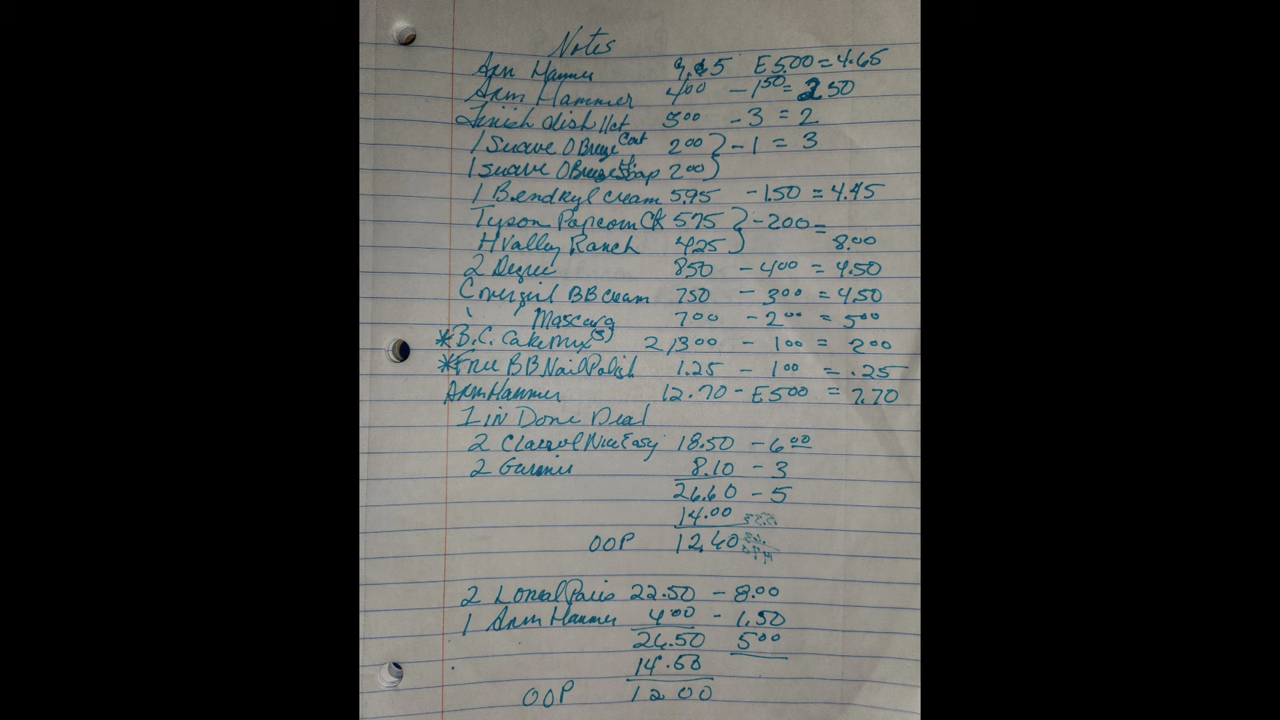 Notes
Arm Hammer 9.65 E5.00 = 4.65
Arm Hammer 4.00 - 1.50 = 2.50
Finish dish 11ct 5.00 - 3 = 2
1 Suave O Breeze Cond 2.00 } - 1 = 3
1 Suave O Breeze Soap 2.00 }
1 Bendryl Cream 5.95 - 1.50 = 4.45
Tyson Popcorn CK 5.75 } - 2.00 =
H Valley Ranch 4.25 } 8.00
2 Degree 8.50 - 4.00 = 4.50
Covergirl BB cream 7.50 - 3.00 = 4.50
" Mascara 7.00 - 2.00 = 5.00
*B.C. Cake Mix(s) 2/3.00 - 1.00 = 2.00
*Free BB Nail Polish 1.25 - 1.00 = .25
Arm Hammer 12.70 - E5.00 = 7.70
1 in Done Deal
2 Clairol Nice Easy 18.50 - 6.00
2 Garnier 8.10 - 3
26.60 - 5
14.00
OOP 12.60
2 Loreal Paris 22.50 - 8.00
1 Arm Hammer 4.00 - 1.50
26.50 5.00
14.50
OOP 12.00